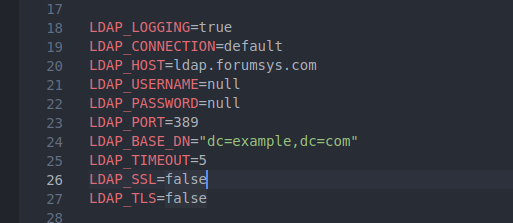 17
18 LDAP_LOGGING=true
19 LDAP_CONNECTION=default
20 LDAP_HOST=ldap.forumsys.com
21 LDAP_USERNAME=null
22 LDAP_PASSWORD=null
23 LDAP_PORT=389
24 LDAP_BASE_DN="dc=example,dc=com"
25 LDAP_TIMEOUT=5
26 LDAP_SSL=false
27 LDAP_TLS=false
28